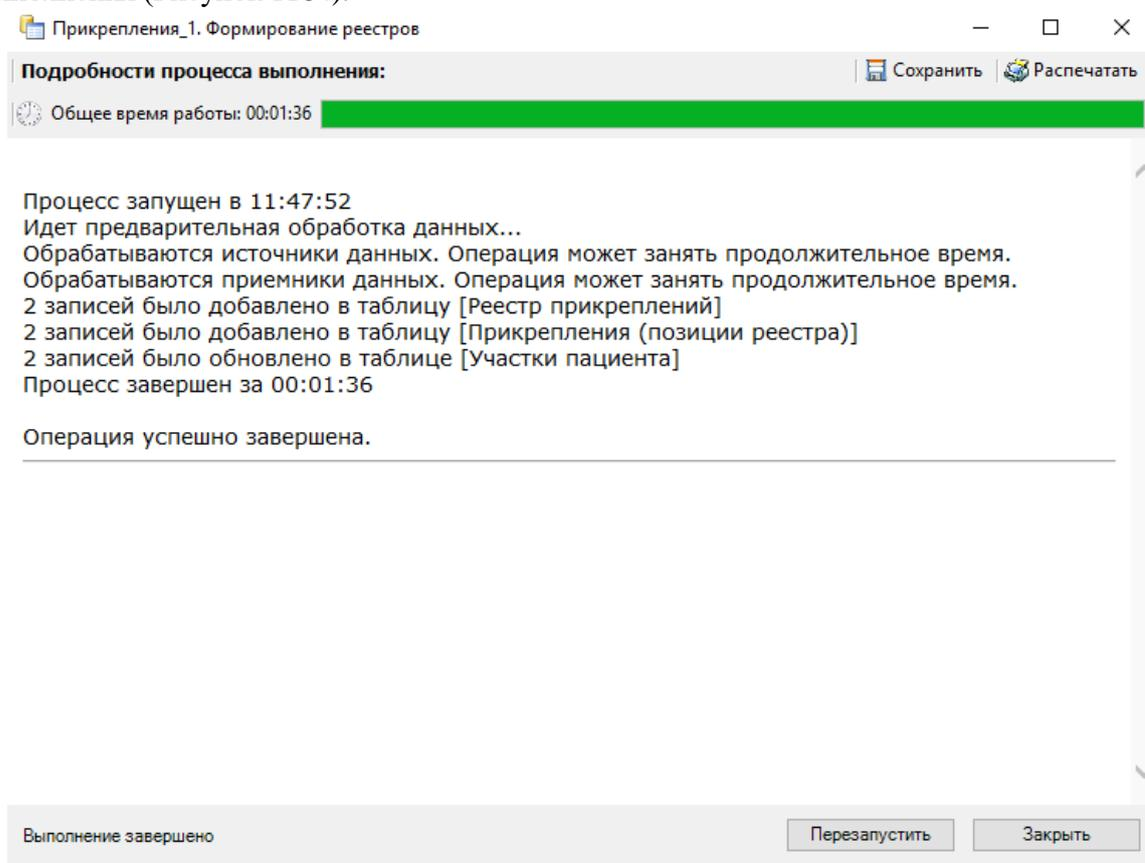 Прикрепления_1. Формирование реестров
Подробности процесса выполнения:
Сохранить
Распечатать
Общее время работы: 00:01:36
Процесс запущен в 11:47:52
Идет предварительная обработка данных...
Обрабатываются источники данных. Операция может занять продолжительное время.
Обрабатываются приемники данных. Операция может занять продолжительное время.
2 записей было добавлено в таблицу [Реестр прикреплений]
2 записей было добавлено в таблицу [Прикрепления (позиции реестра)]
2 записей было обновлено в таблице [Участки пациента]
Процесс завершен за 00:01:36
Операция успешно завершена.
Выполнение завершено
Перезапустить
Закрыть